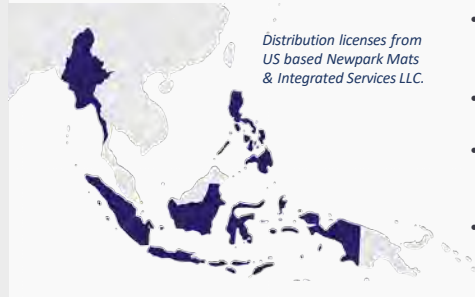 Distribution licenses from
US based Newpark Mats
& Integrated Services LLC.